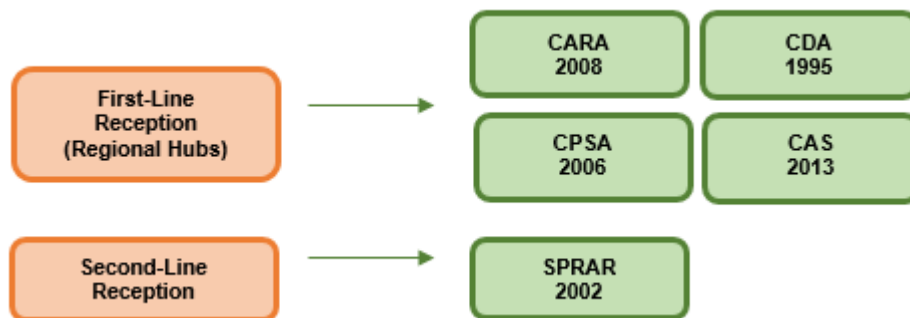 CARA
2008
CDA
1995
First-Line
Reception
(Regional Hubs)
CPSA
2006
CAS
2013
Second-Line
Reception
SPRAR
2002